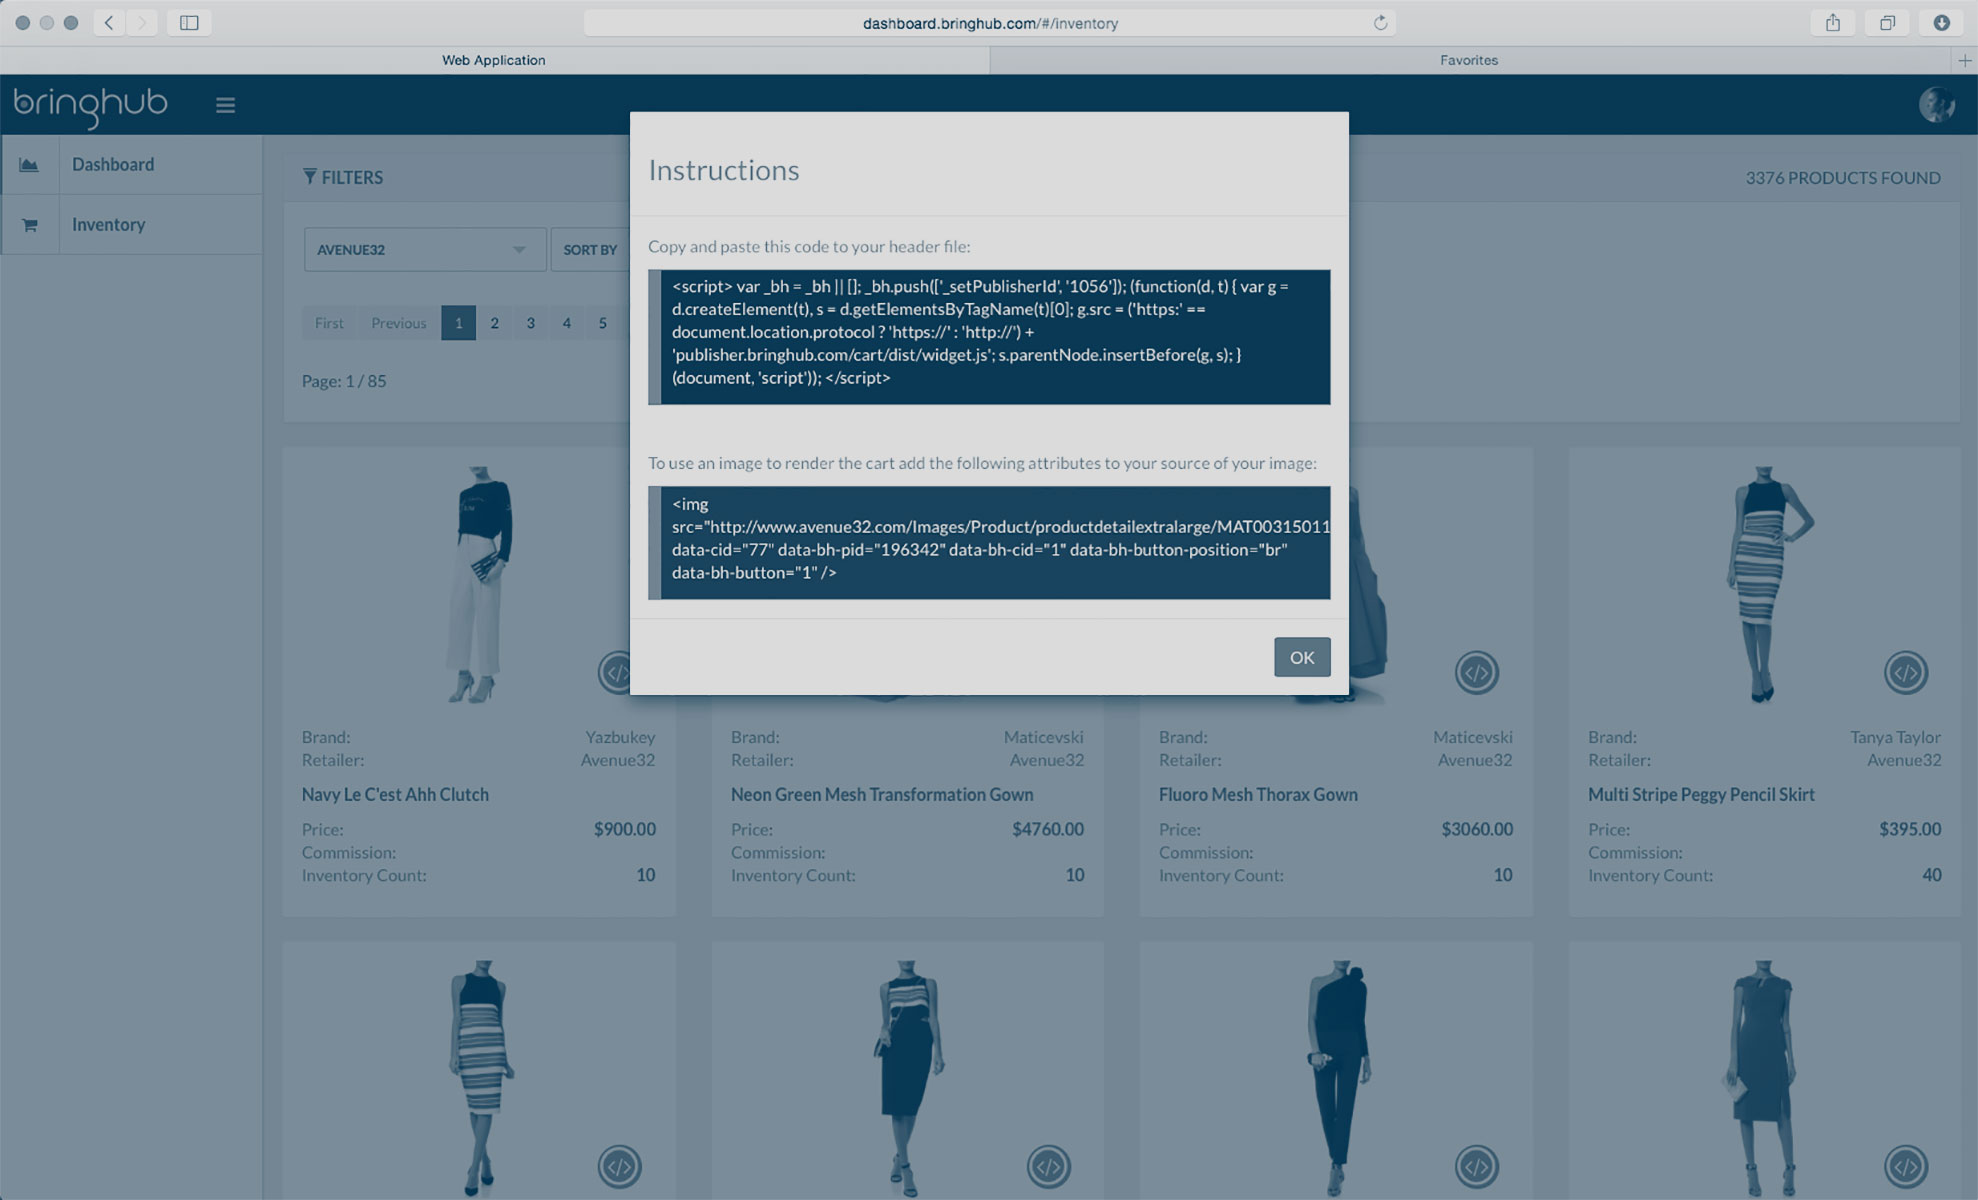 dashboard.bringhub.com/#/inventory
Web Application
Favorites
bringhub
Dashboard
Inventory
FILTERS
3376 PRODUCTS FOUND
AVENUE32
SORT BY
First Previous 1 2 3 4 5
Page: 1 / 85
Instructions
Copy and paste this code to your header file:
<script> var _bh = _bh || []; _bh.push(['_setPublisherId', '1056']); (function(d, t) { var g =
d.createElement(t), s = d.getElementsByTagName(t)[0]; g.src = ('https:' ==
document.location.protocol ? 'https://' : 'http://') +
'publisher.bringhub.com/cart/dist/widget.js'; s.parentNode.insertBefore(g, s); }
(document, 'script')); </script>
To use an image to render the cart add the following attributes to your source of your image:
<img
src="http://www.avenue32.com/Images/Product/productdetailextralarge/MAT00315011
data-cid="77" data-bh-pid="196342" data-bh-cid="1" data-bh-button-position="br"
data-bh-button="1" />
OK
Brand: Yazbukey
Retailer: Avenue32
Navy Le C'est Ahh Clutch
Price: $900.00
Commission:
Inventory Count: 10
Brand: Maticevski
Retailer: Avenue32
Neon Green Mesh Transformation Gown
Price: $4760.00
Commission:
Inventory Count: 10
Brand: Maticevski
Retailer: Avenue32
Fluoro Mesh Thorax Gown
Price: $3060.00
Commission:
Inventory Count: 10
Brand: Tanya Taylor
Retailer: Avenue32
Multi Stripe Peggy Pencil Skirt
Price: $395.00
Commission:
Inventory Count: 40